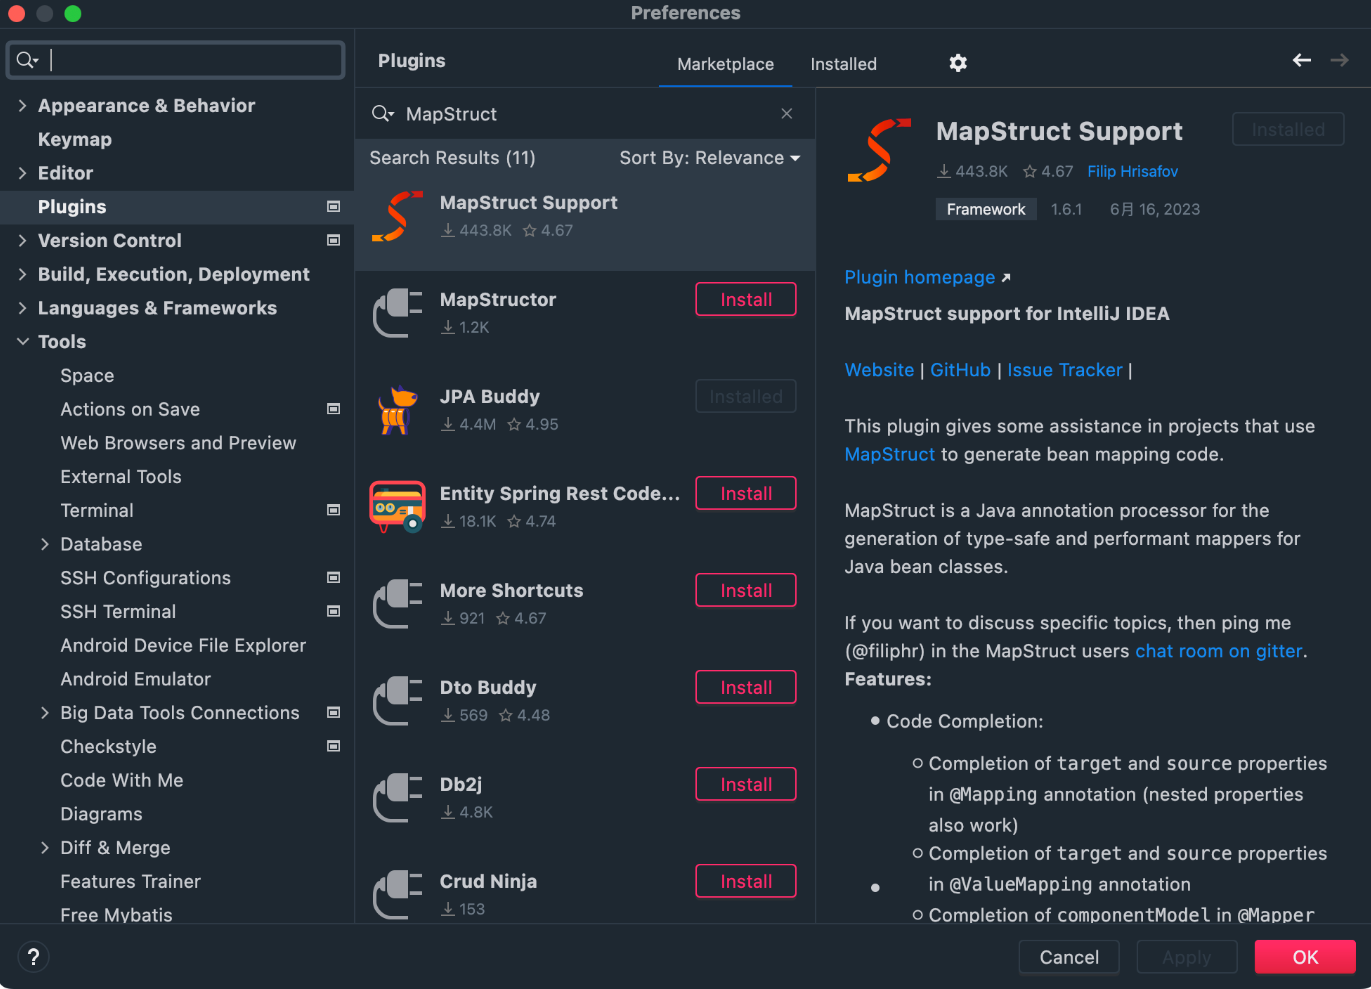 Preferences
Appearance & Behavior
Keymap
Editor
Plugins
Version Control
Build, Execution, Deployment
Languages & Frameworks
Tools
Space
Actions on Save
Web Browsers and Preview
External Tools
Terminal
Database
SSH Configurations
SSH Terminal
Android Device File Explorer
Android Emulator
Big Data Tools Connections
Checkstyle
Code With Me
Diagrams
Diff & Merge
Features Trainer
Free Mybatis
Plugins
Marketplace
Installed
MapStruct
Search Results (11)
Sort By: Relevance
MapStruct Support
443.8K 4.67
MapStructor
Install
1.2K
JPA Buddy
Installed
4.4M 4.95
Entity Spring Rest Code...
Install
18.1K 4.74
More Shortcuts
Install
921 4.67
Dto Buddy
Install
569 4.48
Db2j
Install
4.8K
Crud Ninja
Install
153
MapStruct Support
Installed
443.8K 4.67 Filip Hrisafov
Framework 1.6.1 6月 16, 2023
Plugin homepage
MapStruct support for IntelliJ IDEA
Website | GitHub | Issue Tracker |
This plugin gives some assistance in projects that use
MapStruct to generate bean mapping code.
MapStruct is a Java annotation processor for the
generation of type-safe and performant mappers for
Java bean classes.
If you want to discuss specific topics, then ping me
(@filiphr) in the MapStruct users chat room on gitter.
Features:
Code Completion:
Completion of target and source properties
in @Mapping annotation (nested properties
also work)
Completion of target and source properties
in @ValueMapping annotation
Completion of componentModel in @Mapper
?
Cancel
Apply
OK